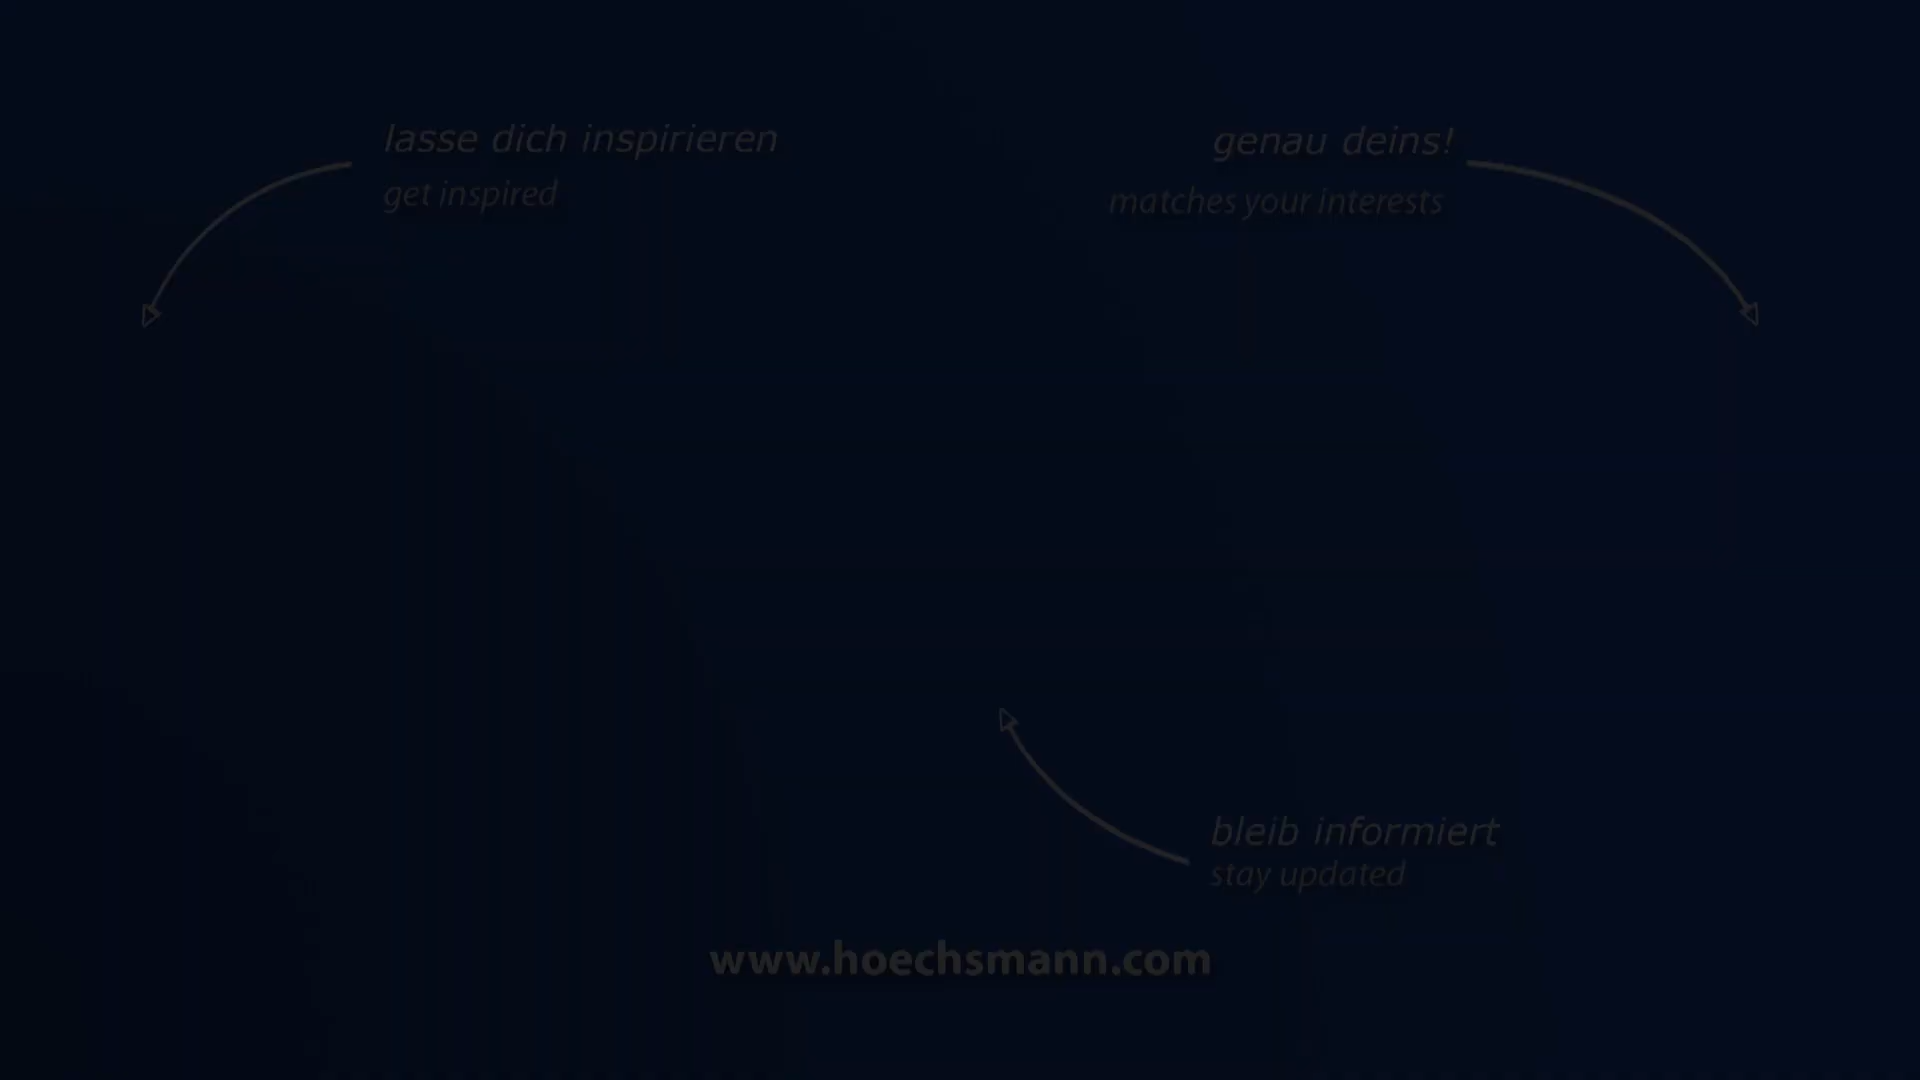 lasse dich inspirieren
get inspired
genau deins!
matches your interests
bleib informiert
stay updated
www.hoechsmann.com